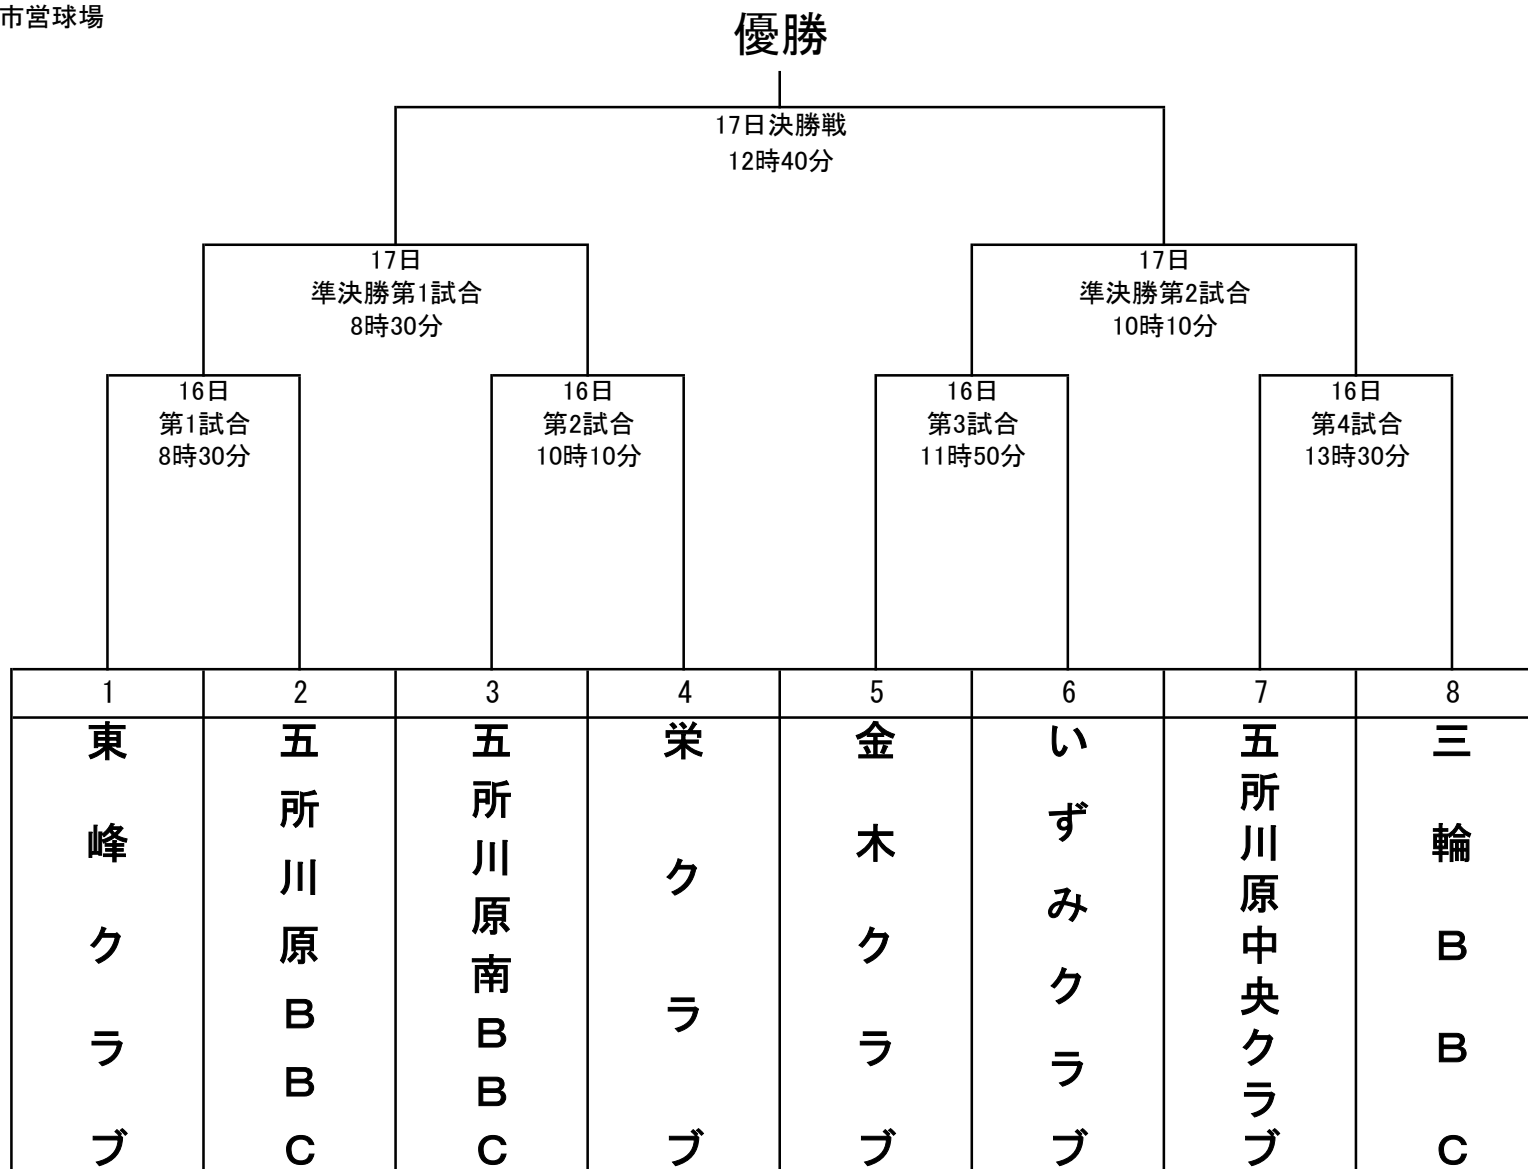 市営球場
優勝
17日決勝戦
12時40分
17日
準決勝第1試合
8時30分
17日
準決勝第2試合
10時10分
16日
第1試合
8時30分
16日
第2試合
10時10分
16日
第3試合
11時50分
16日
第4試合
13時30分
1 2 3 4 5 6 7 8
東峰クラブ
五所川原BBC
五所川原南BBC
栄クラブ
金木クラブ
いずみクラブ
五所川原中央クラブ
三輪BBC